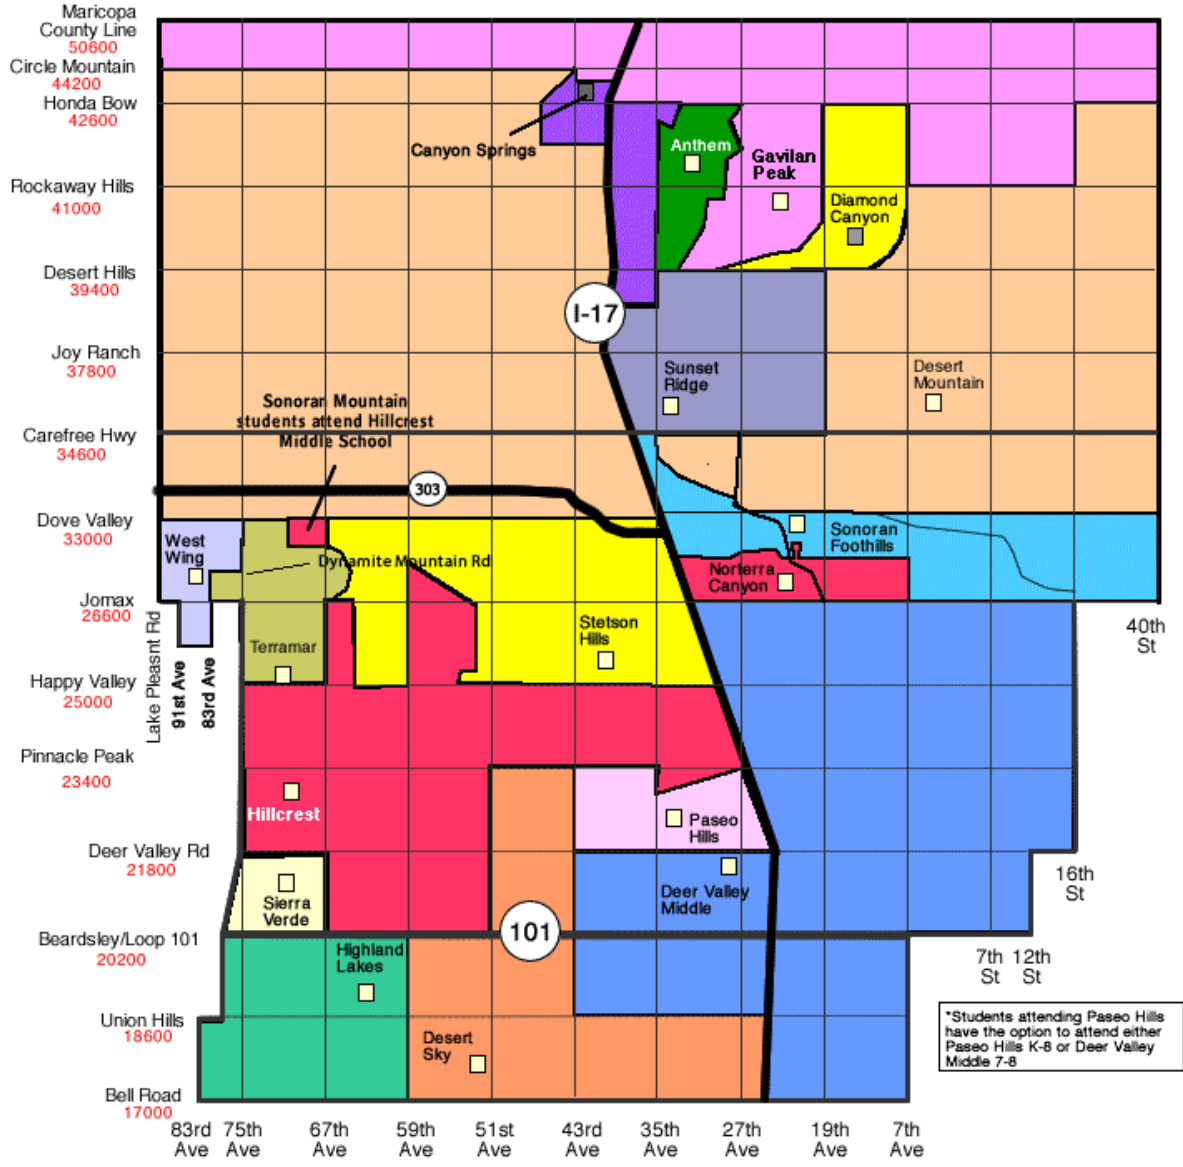 Maricopa
County Line
50600
Circle Mountain
44200
Honda Bow
42600
Rockaway Hills
41000
Desert Hills
39400
Joy Ranch
37800
Carefree Hwy
34600
Dove Valley
33000
Jomax
26600
Happy Valley
25000
Pinnacle Peak
23400
Deer Valley Rd
21800
Beardsley/Loop 101
20200
Union Hills
18600
Bell Road
17000
Canyon Springs
Anthem
Gavilan
Peak
Diamond
Canyon
I-17
Sunset
Ridge
Desert
Mountain
Sonoran Mountain
students attend Hillcrest
Middle School
303
West
Wing
Dynamite Mountain Rd
Sonoran
Foothills
Norterra
Canyon
Lake Pleasnt Rd
91st Ave
83rd Ave
Terramar
Stetson
Hills
40th
St
Hillcrest
Paseo
Hills
Sierra
Verde
Deer Valley
Middle
16th
St
101
Highland
Lakes
7th
St
12th
St
Desert
Sky
*Students attending Paseo Hills
have the option to attend either
Paseo Hills K-8 or Deer Valley
Middle 7-8
83rd
Ave
75th
Ave
67th
Ave
59th
Ave
51st
Ave
43rd
Ave
35th
Ave
27th
Ave
19th
Ave
7th
Ave